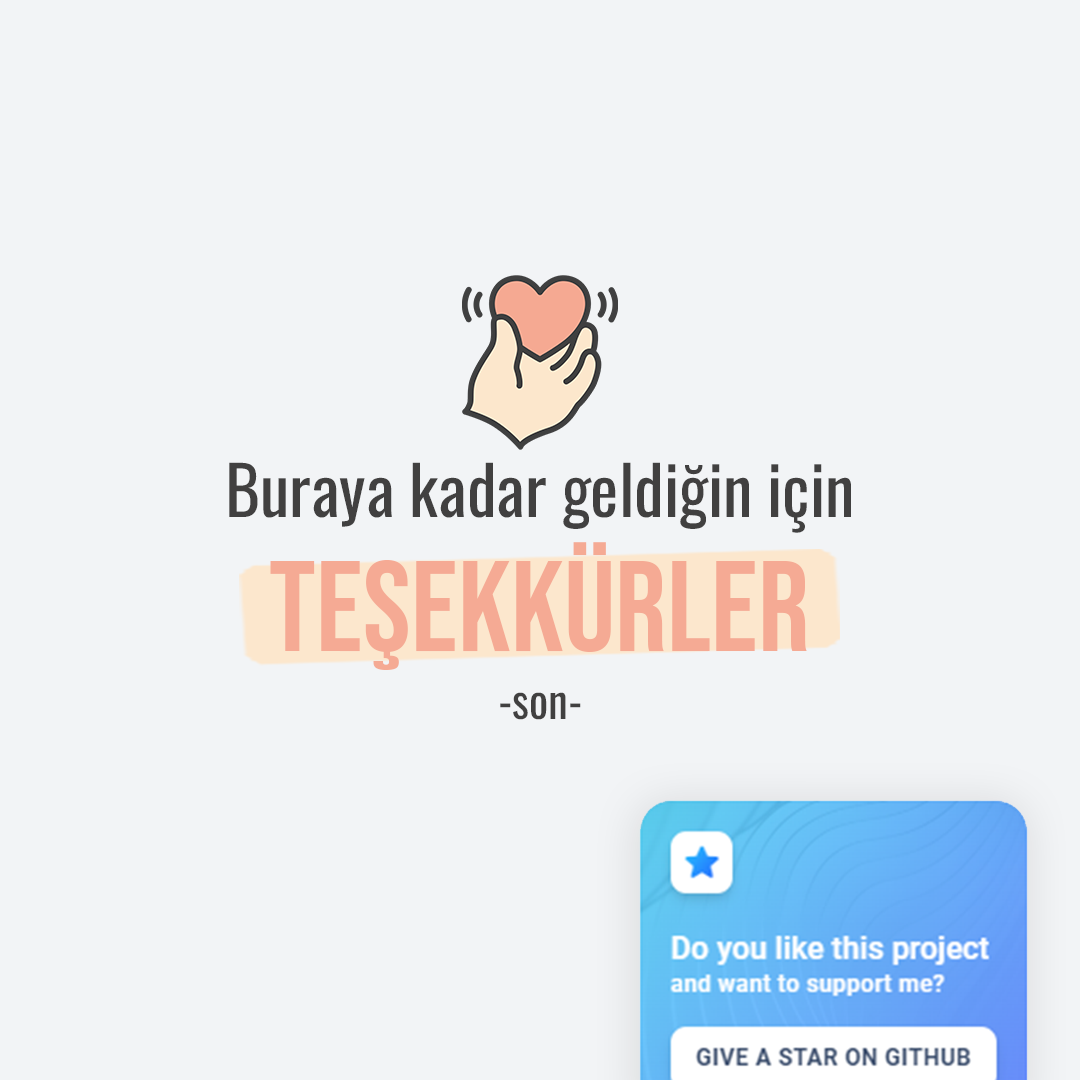 Buraya kadar geldiğin için
TEŞEKKÜRLER
-son-
Do you like this project
and want to support me?
GIVE A STAR ON GITHUB